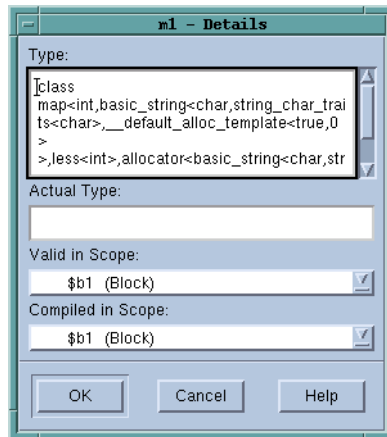 m1 - Details
Type:
class
map<int,basic_string<char,string_char_trai
ts<char>,__default_alloc_template<true,0
>
>,less<int>,allocator<basic_string<char,str
Actual Type:
Valid in Scope:
$b1 (Block)
Compiled in Scope:
$b1 (Block)
OK Cancel Help